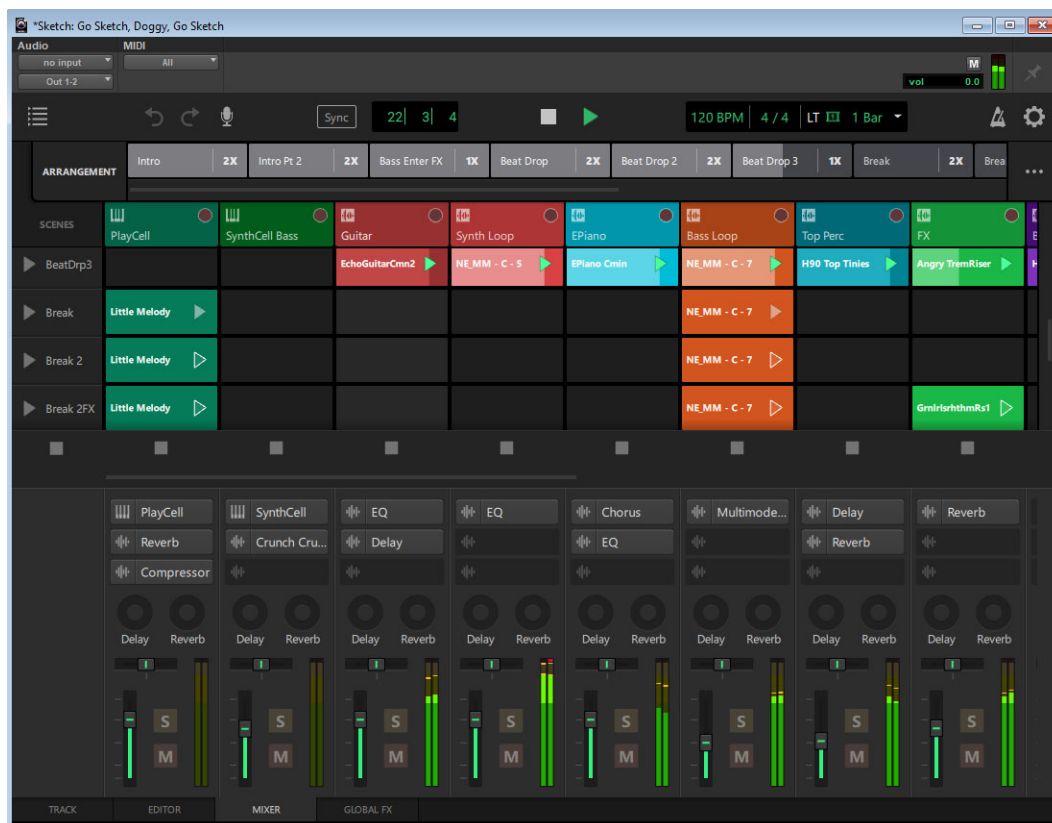 *Sketch: Go Sketch, Doggy, Go Sketch
Audio MIDI
no input All
Out 1-2
M
vol 0.0
Sync 22| 3| 4 120 BPM 4 / 4 LT 1 Bar
ARRANGEMENT Intro 2X Intro Pt 2 2X Bass Enter FX 1X Beat Drop 2X Beat Drop 2 2X Beat Drop 3 1X Break 2X Brea
SCENES PlayCell SynthCell Bass Guitar Synth Loop EPiano Bass Loop Top Perc FX
BeatDrp3 EchoGuitarCmn2 NE_MM - C - 5 EPiano Cmin NE_MM - C - 7 H90 Top Tinies Angry TremRiser H
Break Little Melody NE_MM - C - 7
Break 2 Little Melody NE_MM - C - 7
Break 2FX Little Melody NE_MM - C - 7 GrnlrIsrhthmRs1
PlayCell SynthCell EQ EQ Chorus Multimode... Delay Reverb
Reverb Crunch Cru... Delay EQ Reverb
Compressor
Delay Reverb Delay Reverb Delay Reverb Delay Reverb Delay Reverb Delay Reverb Delay Reverb Delay Reverb
S S S S S S S S
M M M M M M M M
TRACK EDITOR MIXER GLOBAL FX